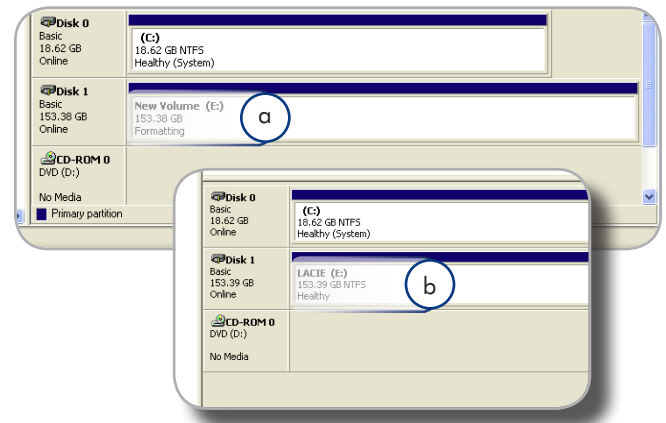 Disk 0
Basic
18.62 GB
Online
(C:)
18.62 GB NTFS
Healthy (System)
Disk 1
Basic
153.38 GB
Online
New Volume (E:)
153.38 GB
Formatting
a
CD-ROM 0
DVD (D:)
No Media
Primary partition
Disk 0
Basic
18.62 GB
Online
(C:)
18.62 GB NTFS
Healthy (System)
Disk 1
Basic
153.39 GB
Online
LACIE (E:)
153.39 GB NTFS
Healthy
b
CD-ROM 0
DVD (D:)
No Media